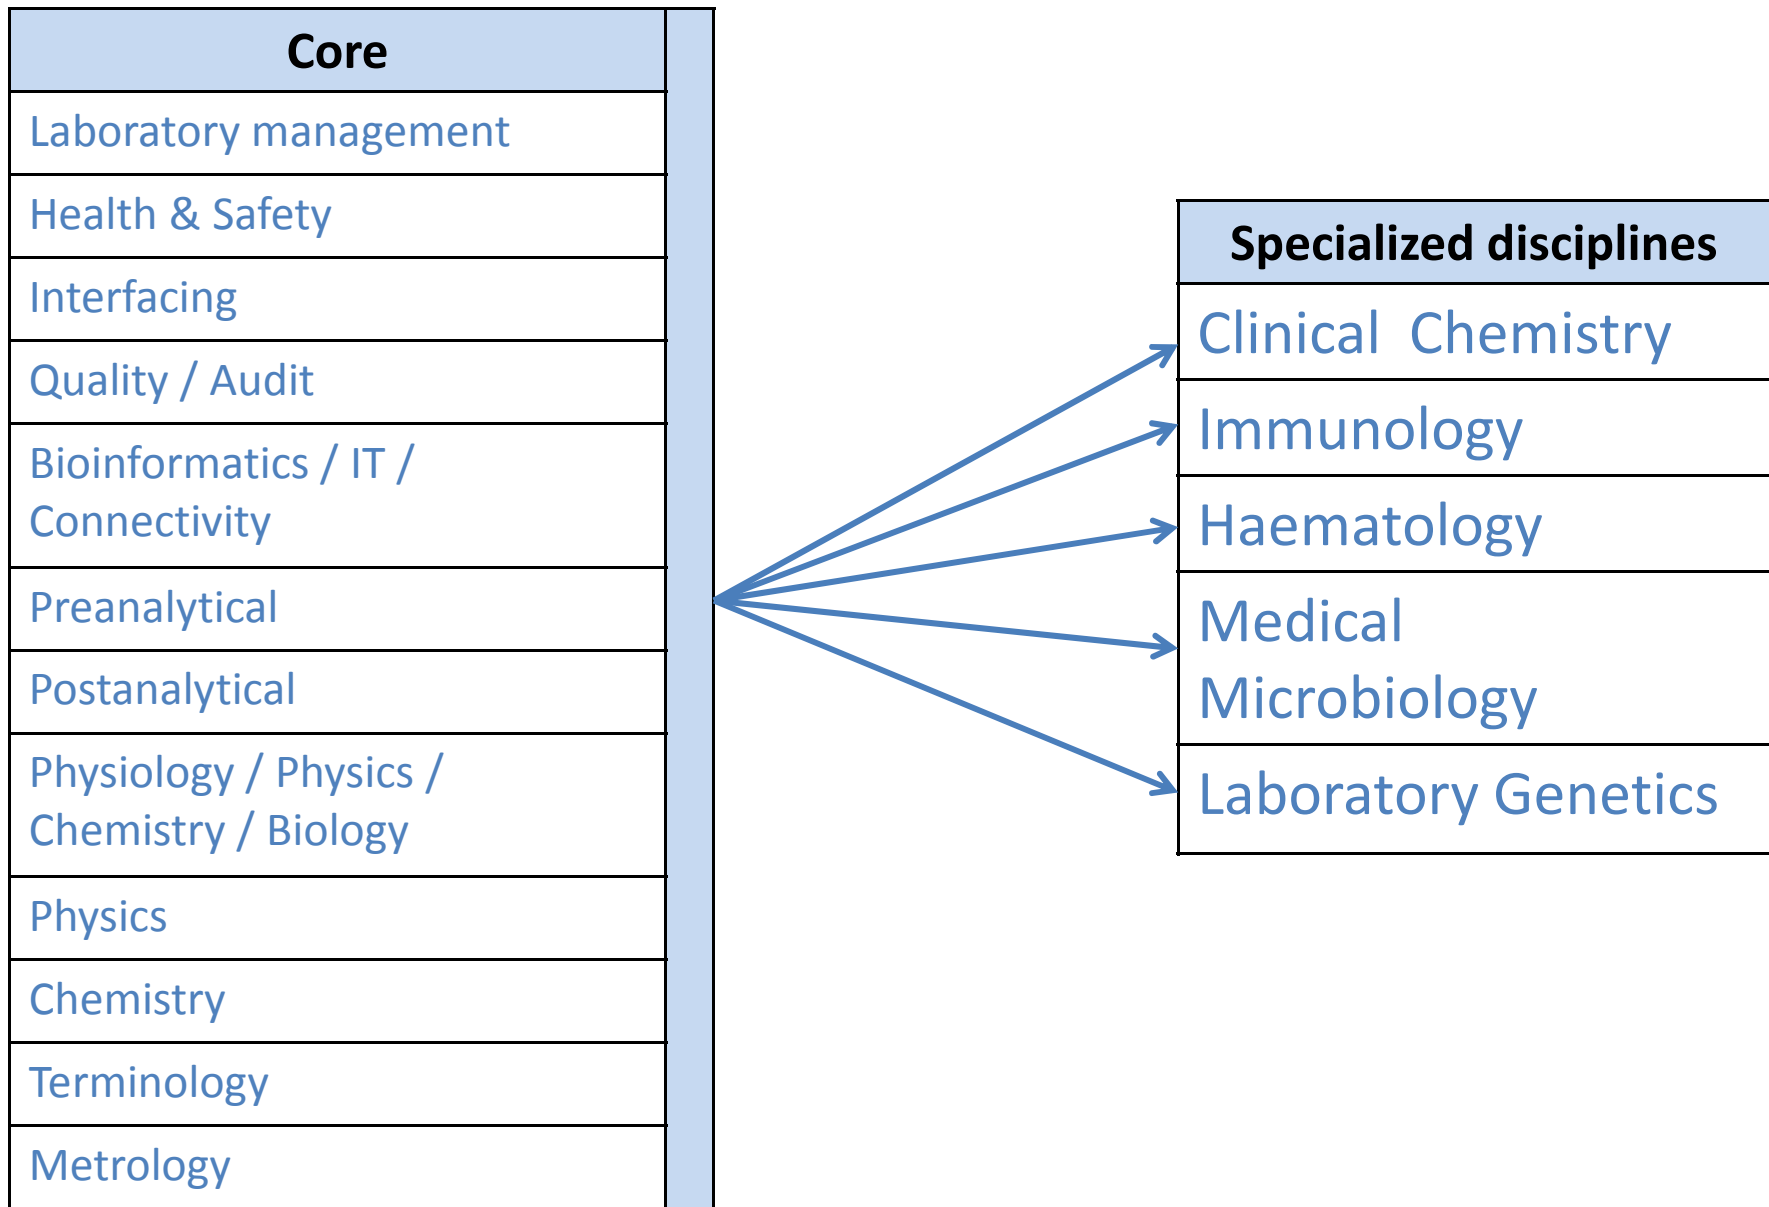 Core
Laboratory management
Health & Safety
Interfacing
Quality / Audit
Bioinformatics / IT /
Connectivity
Preanalytical
Postanalytical
Physiology / Physics /
Chemistry / Biology
Physics
Chemistry
Terminology
Metrology
Specialized disciplines
Clinical  Chemistry
Immunology
Haematology
Medical
Microbiology
Laboratory Genetics